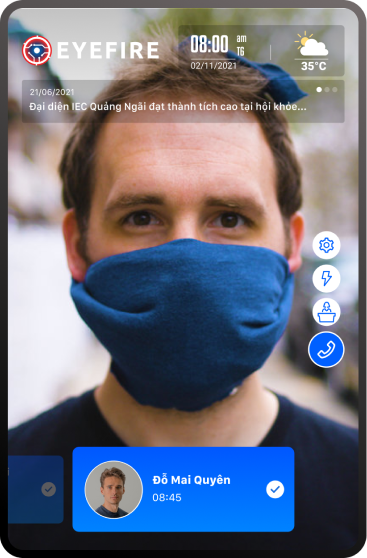 EYEFIRE
08:00 am
T6
02/11/2021
35°C
21/06/2021
Đại diện IEC Quảng Ngãi đạt thành tích cao tại hội khỏe...
Đỗ Mai Quyên
08:45